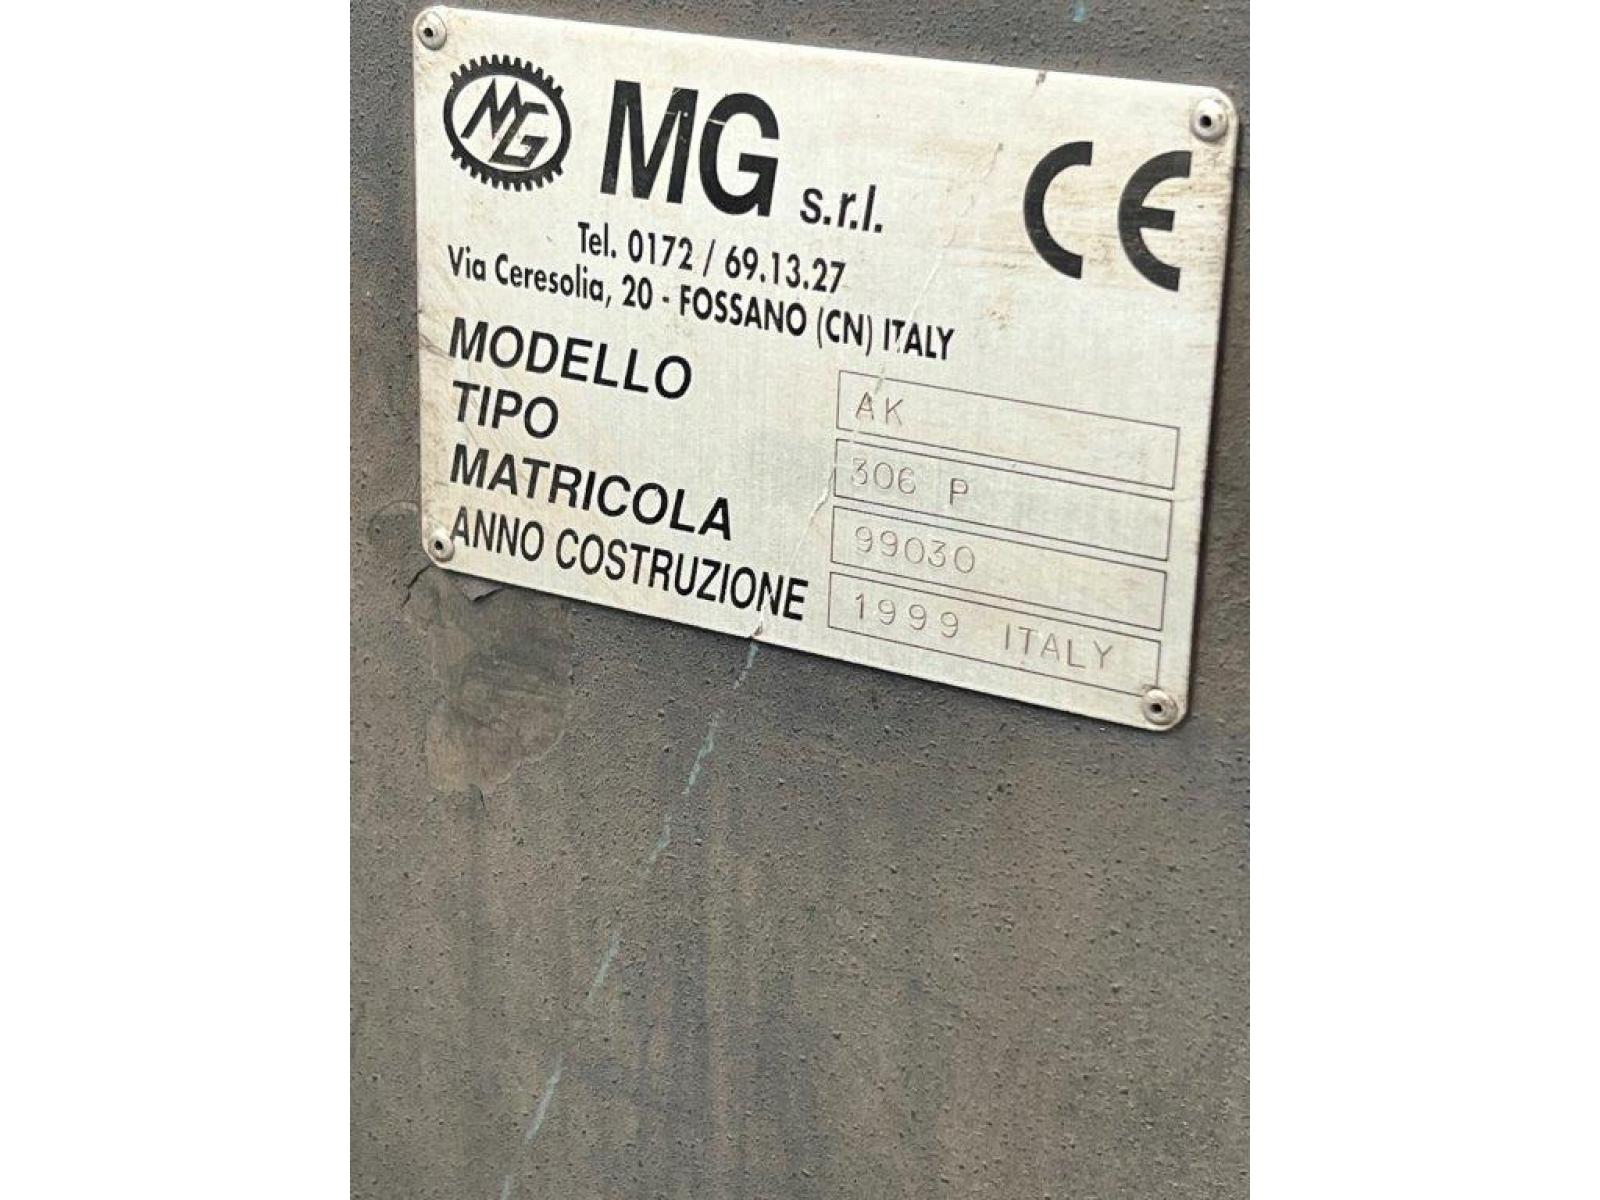 MG MG s.r.l. CE
Tel. 0172 / 69.13.27
Via Ceresolia, 20 - FOSSANO (CN) ITALY
MODELLO AK
TIPO 306 P
MATRICOLA 99030
ANNO COSTRUZIONE 1999 ITALY